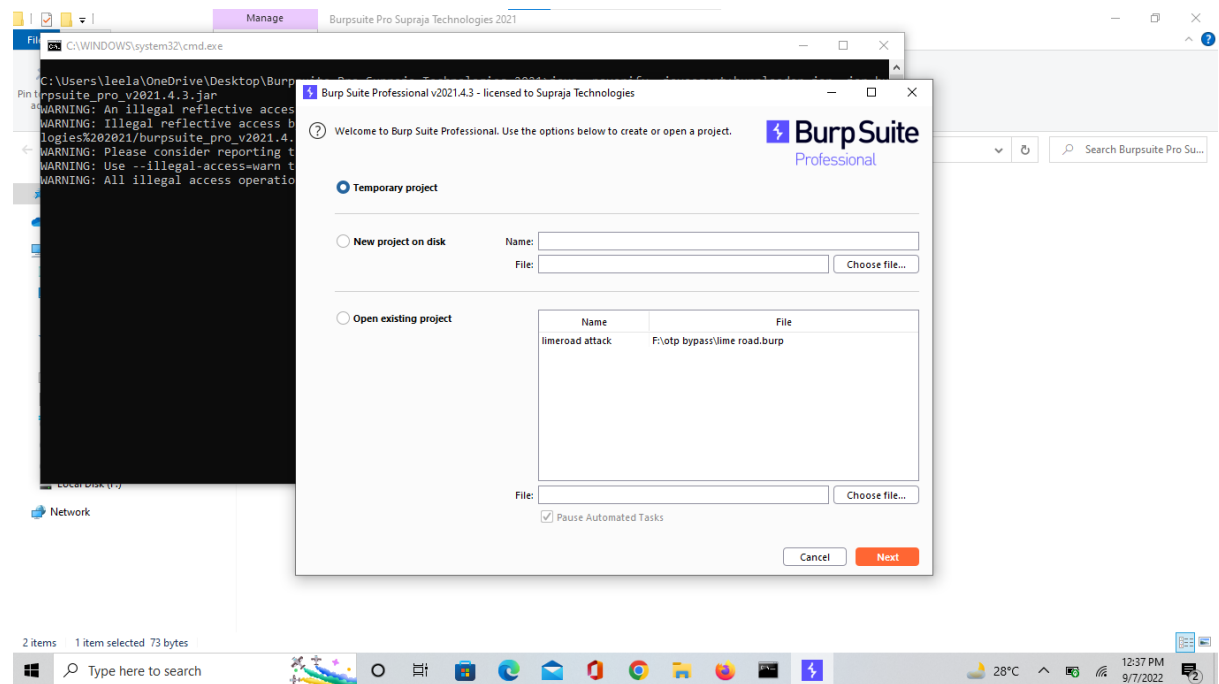 Manage
Burpsuite Pro Supraja Technologies 2021
File
C:\WINDOWS\system32\cmd.exe
C:\Users\leela\OneDrive\Desktop\Burp
rpsuite_pro_v2021.4.3.jar
WARNING: An illegal reflective acces
WARNING: Illegal reflective access b
logies%202021/burpsuite_pro_v2021.4.
WARNING: Please consider reporting t
WARNING: Use --illegal-access=warn t
WARNING: All illegal access operatio
Pin t
Burp Suite Professional v2021.4.3 - licensed to Supraja Technologies
Welcome to Burp Suite Professional. Use the options below to create or open a project.
Burp Suite
Professional
Search Burpsuite Pro Su...
Temporary project
New project on disk
Name:
File:
Choose file...
Open existing project
Name
File
limeroad attack
F:\otp bypass\lime road.burp
File:
Choose file...
Pause Automated Tasks
Cancel
Next
Network
2 items
1 item selected 73 bytes
Type here to search
28°C
12:37 PM
9/7/2022
2